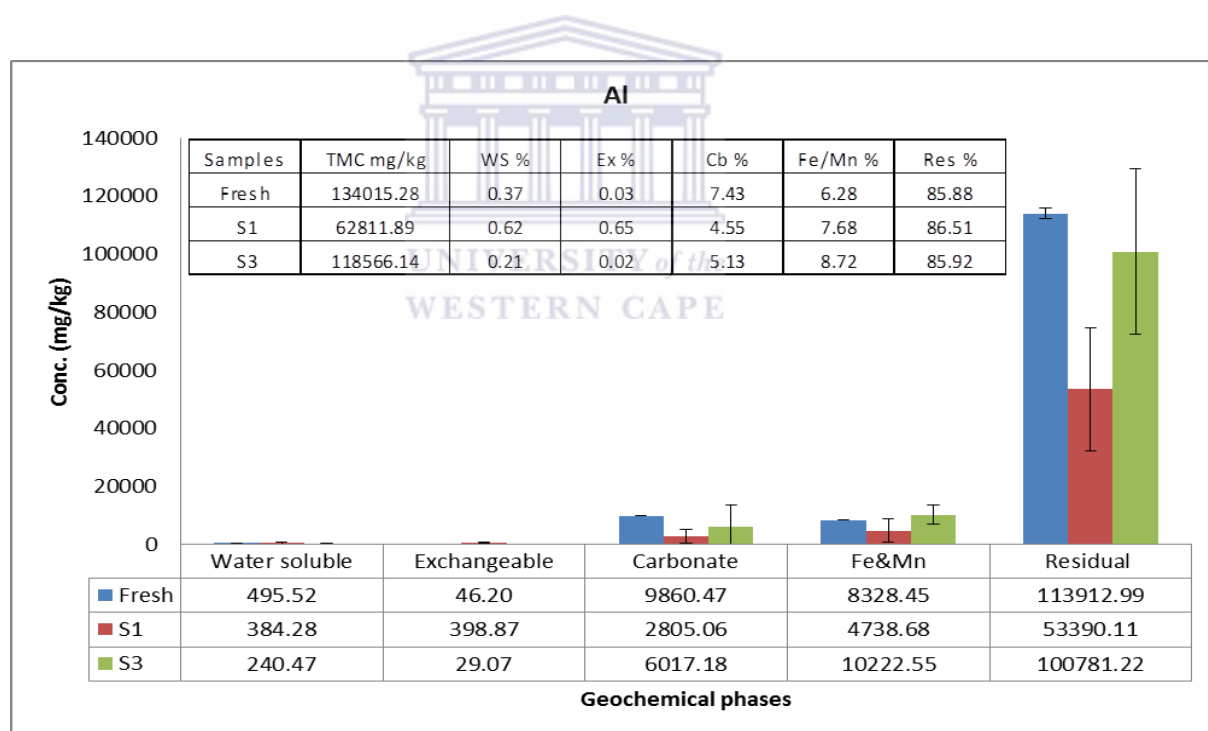 Al
140000
120000
100000
80000
60000
40000
20000
0
Conc. (mg/kg)
Samples TMC mg/kg WS % Ex % Cb % Fe/Mn % Res %
Fresh 134015.28 0.37 0.03 7.43 6.28 85.88
S1 62811.89 0.62 0.65 4.55 7.68 86.51
S3 118566.14 0.21 0.02 5.13 8.72 85.92
UNIVERSITY of the
WESTERN CAPE
Water soluble Exchangeable Carbonate Fe&Mn Residual
Fresh 495.52 46.20 9860.47 8328.45 113912.99
S1 384.28 398.87 2805.06 4738.68 53390.11
S3 240.47 29.07 6017.18 10222.55 100781.22
Geochemical phases